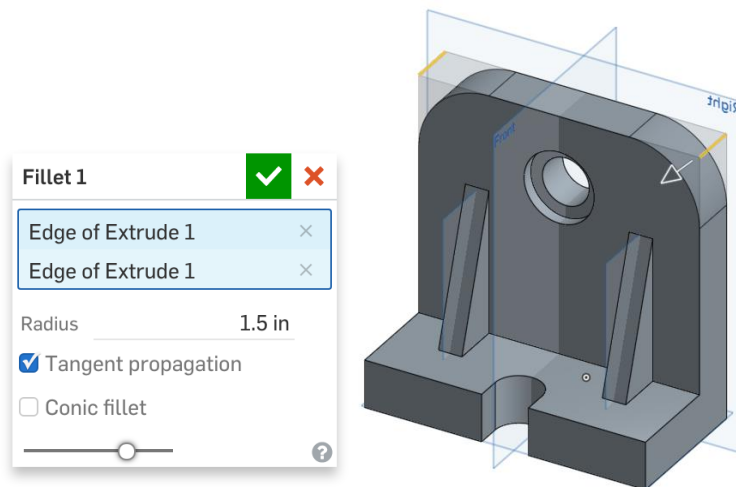 Fillet 1
Edge of Extrude 1
Edge of Extrude 1
Radius 1.5 in
Tangent propagation
Conic fillet
?
Right
Front